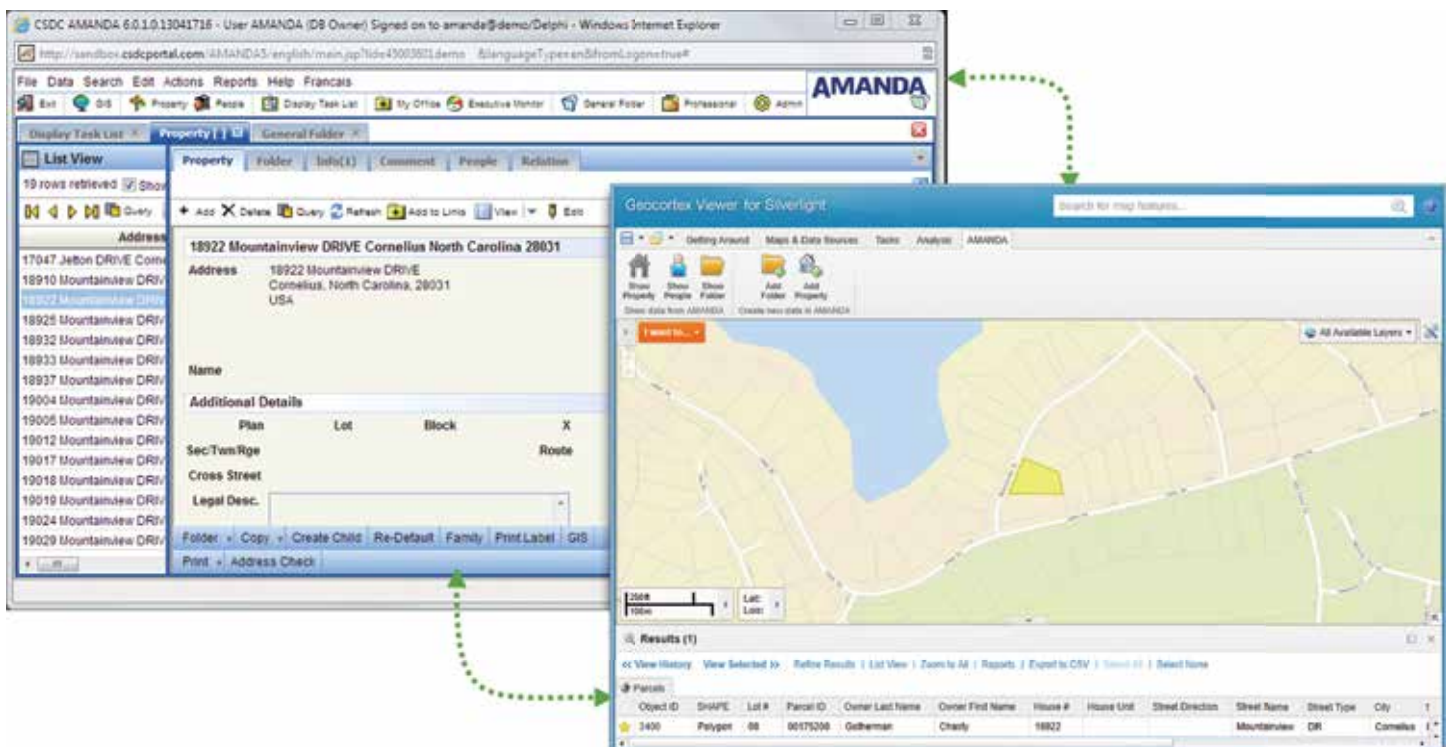 CSDC AMANDA 6.0.1.0.13041716 - User AMANDA (DB Owner) Signed on to amanda@demo/Delphi - Windows Internet Explorer
File Data Search Edit Actions Reports Help Francais
AMANDA
Exit GIS Property People Display Task List My Office Executive Monitor General Folder Professional Admin
Display Task List Property [ ] General Folder
List View
19 rows retrieved Show
Query
Address
17047 Jetton DRIVE Corne
18910 Mountainview DRIV
18922 Mountainview DRIV
18925 Mountainview DRIV
18932 Mountainview DRIV
18933 Mountainview DRIV
18937 Mountainview DRIV
19004 Mountainview DRIV
19005 Mountainview DRIV
19012 Mountainview DRIV
19017 Mountainview DRIV
19018 Mountainview DRIV
19019 Mountainview DRIV
19024 Mountainview DRIV
19029 Mountainview DRIV
Property Folder Info(1) Comment People Relation
Add Delete Query Refresh Add to Links View Edit
18922 Mountainview DRIVE Cornelius North Carolina 28031
Address 18922 Mountainview DRIVE
Cornelius, North Carolina, 28031
USA
Name
Additional Details
Plan Lot Block X
Sec/Twn/Rge Route
Cross Street
Legal Desc.
Folder Copy Create Child Re-Default Family Print Label GIS
Print Address Check
Geocortex Viewer for Silverlight
Search for map features...
Getting Around Maps & Data Sources Tasks Analysis AMANDA
Show Property Show People Show Folder Add Folder Add Property
Show data from AMANDA Create new data in AMANDA
I want to...
All Available Layers
250ft
100m
Lat:
Lon:
Results (1)
<< View History View Selected >> Refine Results | List View | Zoom to All | Reports | Export to CSV | Select All | Select None
Parcels
Object ID SHAPE Lot # Parcel ID Owner Last Name Owner First Name House # House Unit Street Direction Street Name Street Type City
3400 Polygon 88 00175208 Gotherman Chasity 18922 Mountainview DR Cornelius